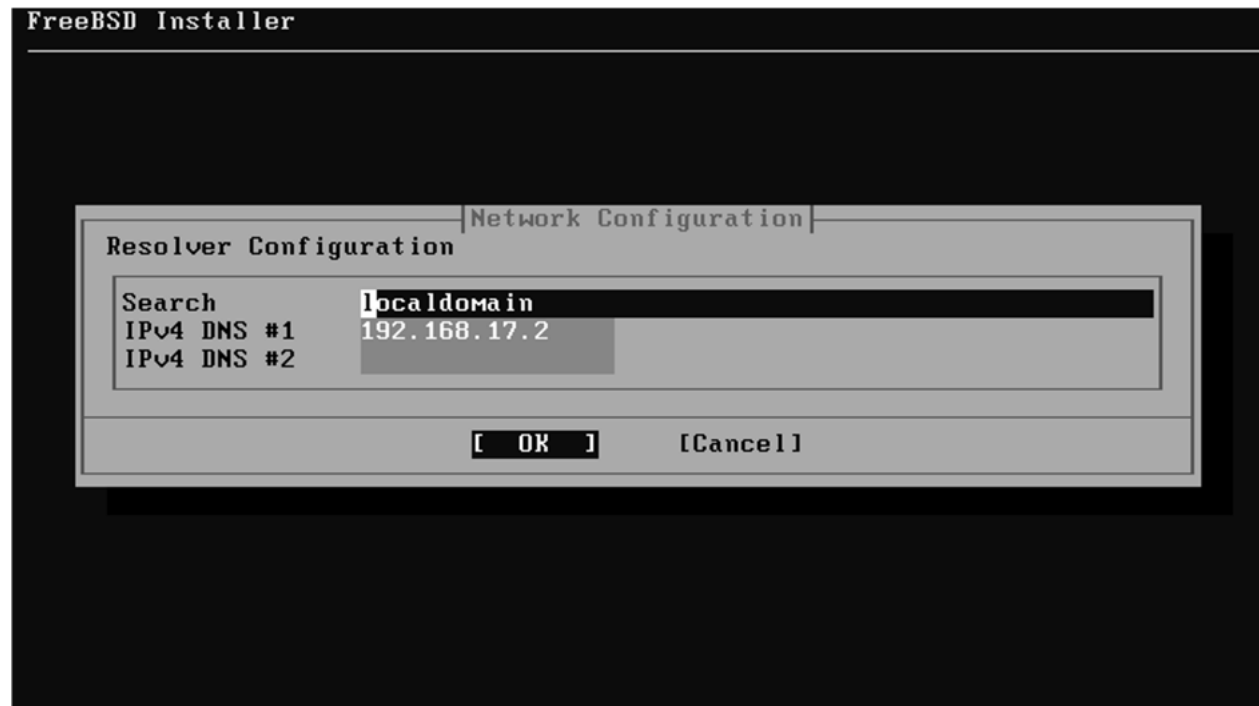 FreeBSD Installer
Network Configuration
Resolver Configuration
Search localdomain
IPv4 DNS #1 192.168.17.2
IPv4 DNS #2
[ OK ] [Cancel]